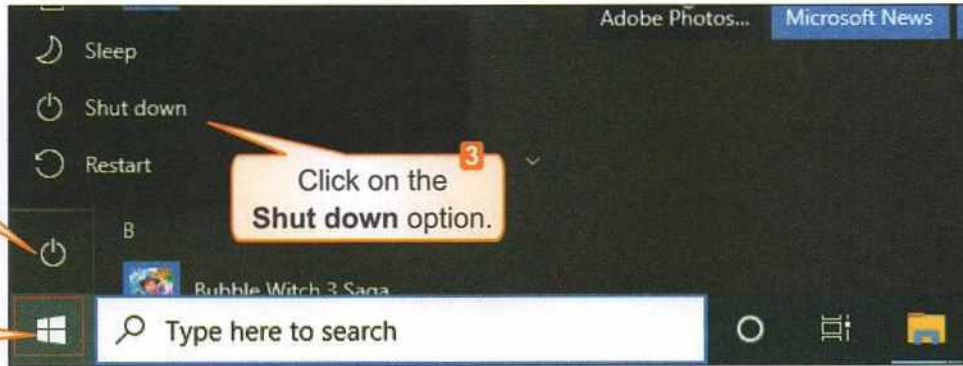 Adobe Photos...
Microsoft News
Sleep
Shut down
Restart
3
Click on the
Shut down option.
B
Bubble Witch 3 Saga
Type here to search